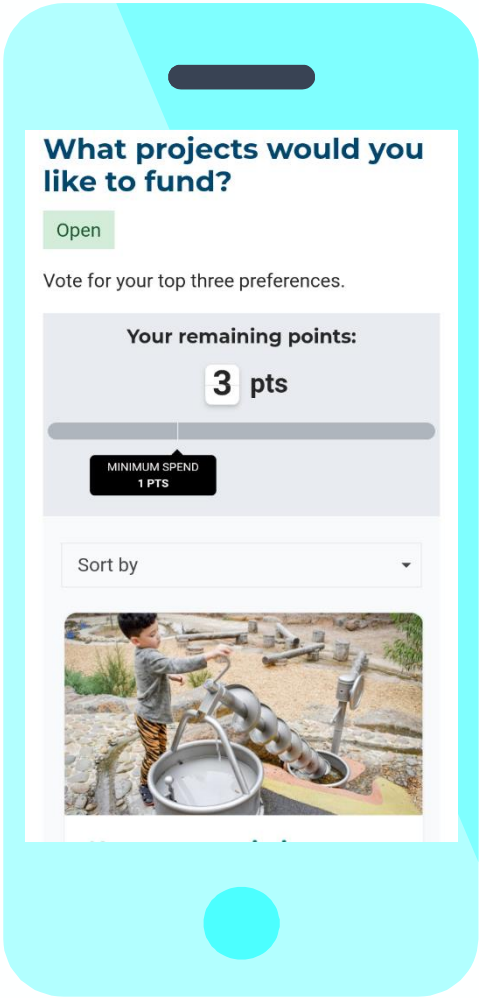 What projects would you
like to fund?
Open
Vote for your top three preferences.
Your remaining points:
3 pts
MINIMUM SPEND
1 PTS
Sort by